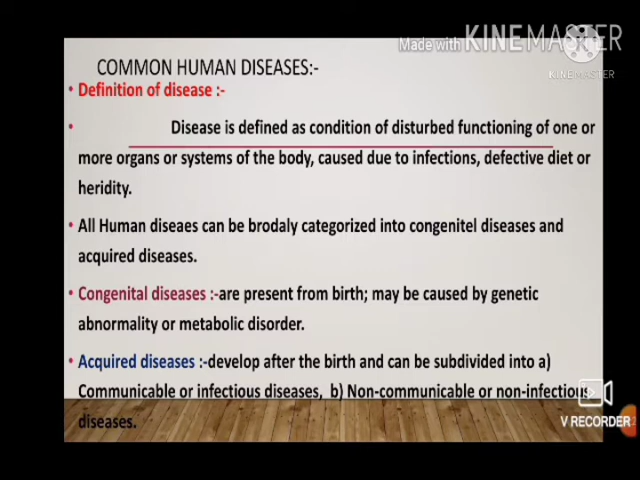 Made with KINEMASTER
KINEMASTER
COMMON HUMAN DISEASES:-
• Definition of disease :-
• Disease is defined as condition of disturbed functioning of one or
more organs or systems of the body, caused due to infections, defective diet or
heridity.
• All Human diseaes can be brodaly categorized into congenitel diseases and
acquired diseases.
• Congenital diseases :-are present from birth; may be caused by genetic
abnormality or metabolic disorder.
• Acquired diseases :-develop after the birth and can be subdivided into a)
Communicable or infectious diseases, b) Non-communicable or non-infectious
diseases.
V RECORDER